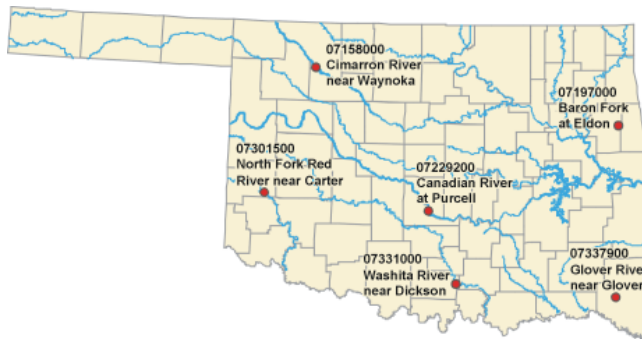 07158000
Cimarron River
near Waynoka
07197000
Baron Fork
at Eldon
07301500
North Fork Red
River near Carter
07229200
Canadian River
at Purcell
07331000
Washita River
near Dickson
07337900
Glover River
near Glover